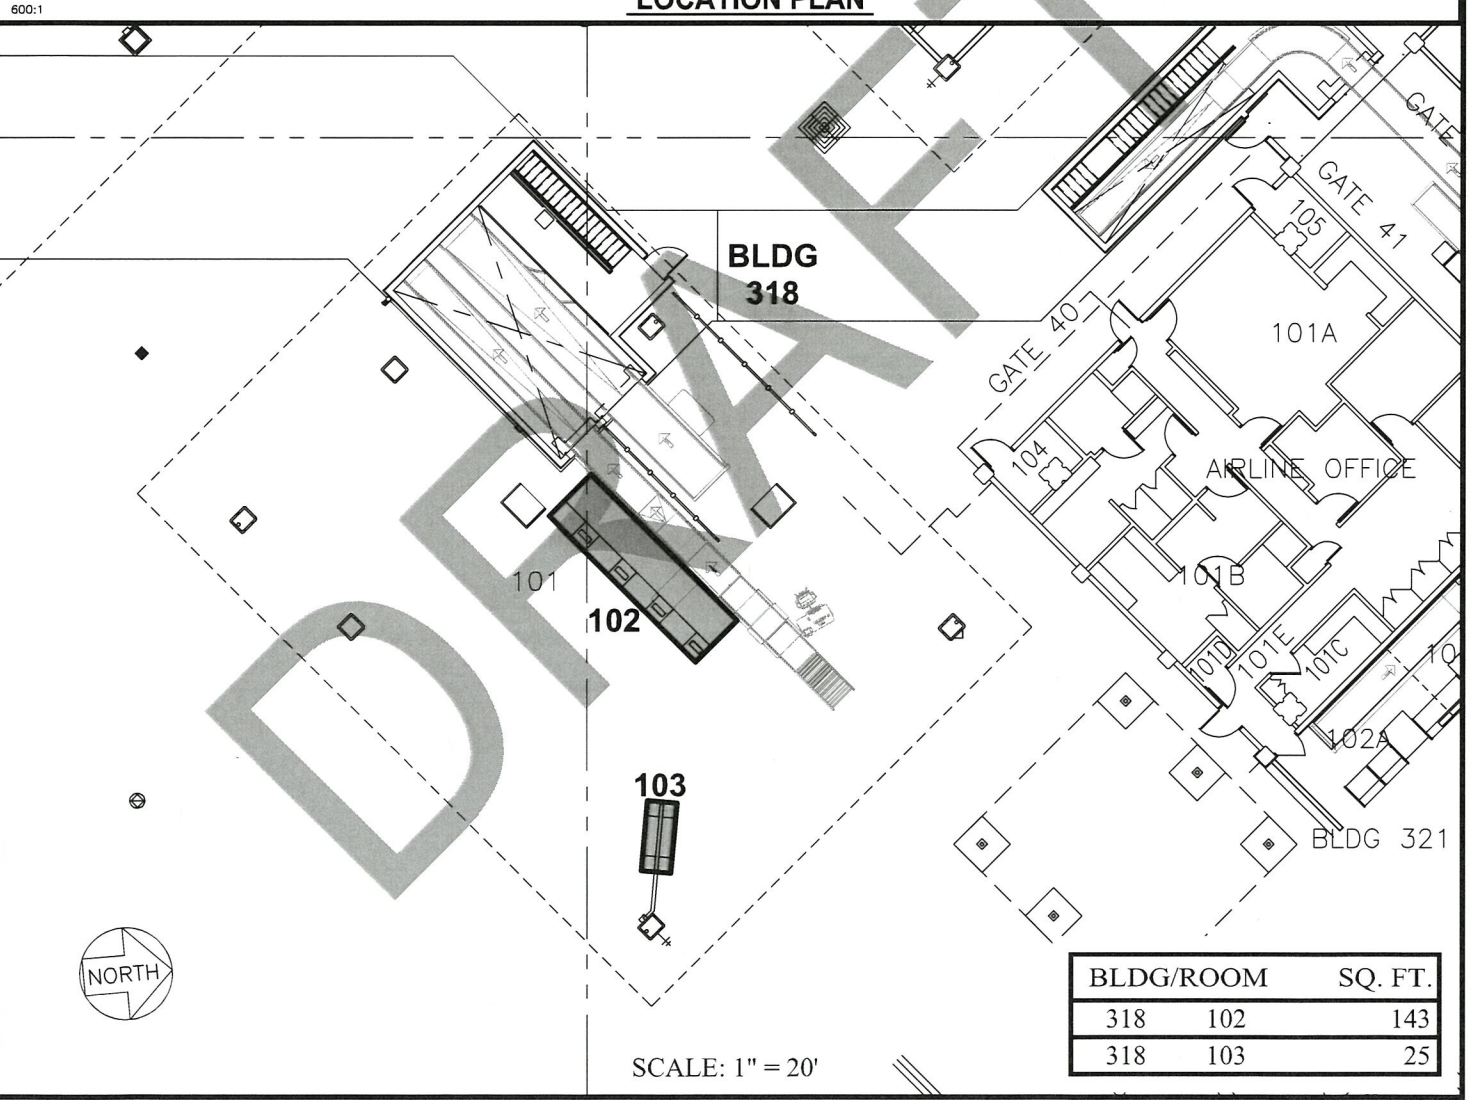 600:1
LOCATION PLAN
GATE
GATE 41
105
BLDG
318
GATE 40
101A
104
AIRLINE OFFICE
101
101B
102
101D
101E
101C
10
102A
103
BLDG 321
DRAFT
NORTH
BLDG/ROOM SQ. FT.
318 102 143
318 103 25
SCALE: 1" = 20'